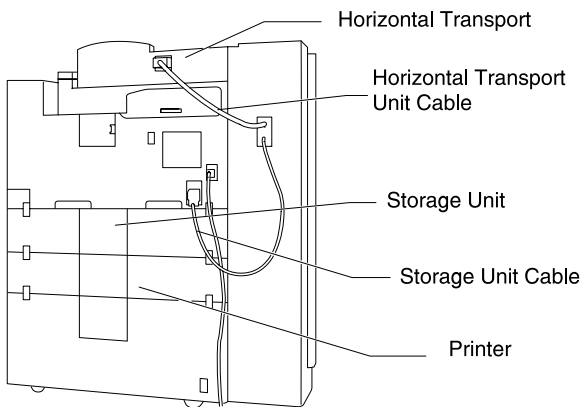 Horizontal Transport
Horizontal Transport
Unit Cable
Storage Unit
Storage Unit Cable
Printer